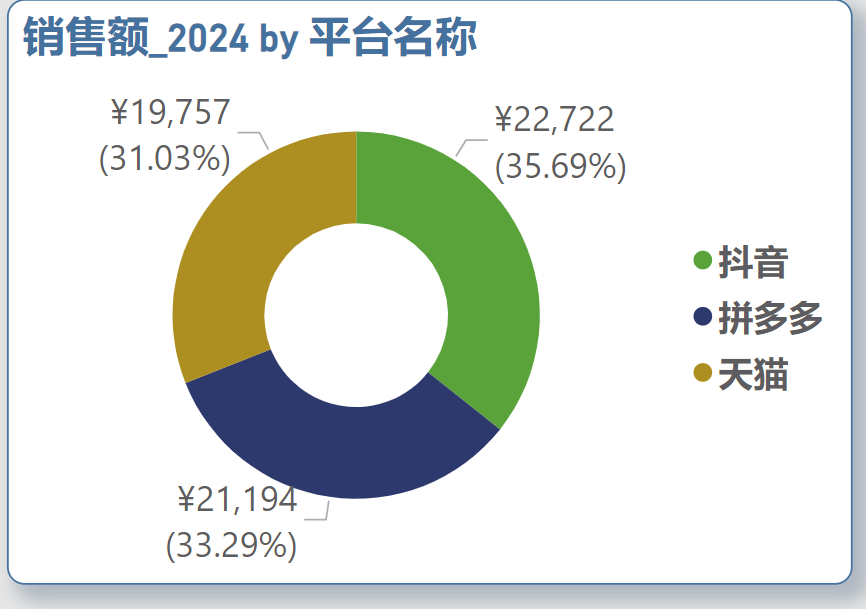 销售额_2024 by 平台名称
¥19,757
(31.03%)
¥22,722
(35.69%)
抖音
拼多多
天猫
¥21,194
(33.29%)